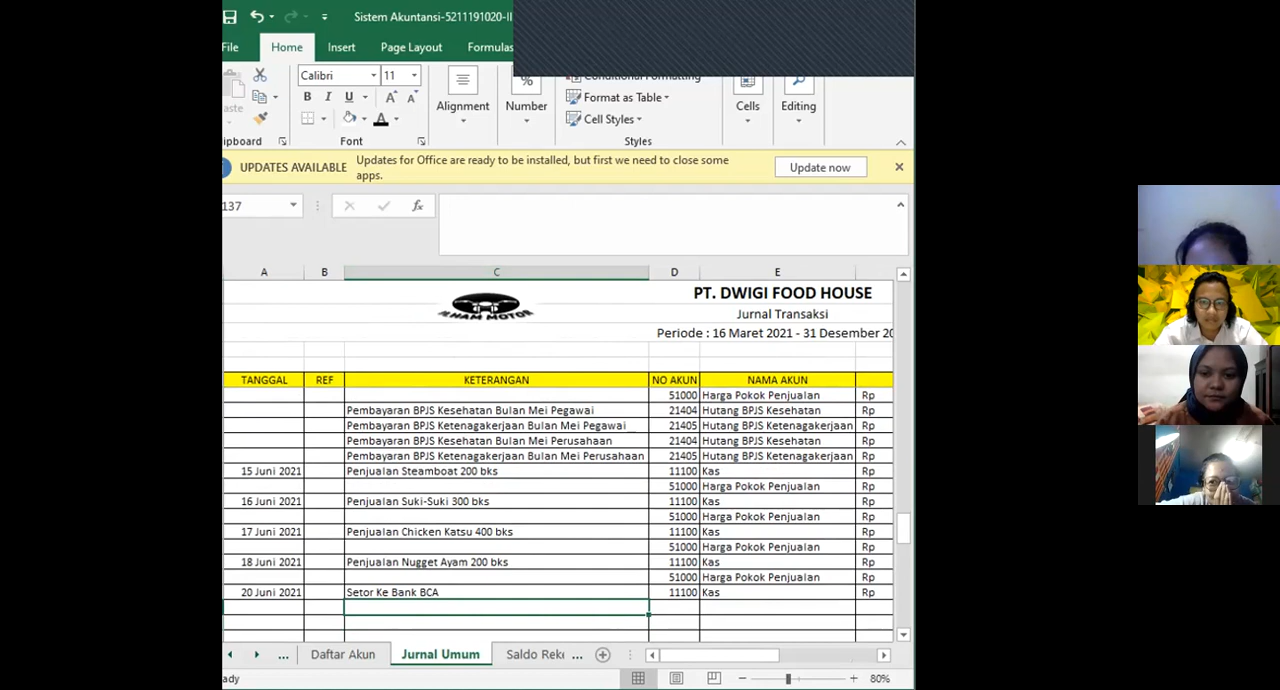 Sistem Akuntansi-5211191020-II
File Home Insert Page Layout Formulas
Calibri 11
Conditional Formatting
Format as Table
Cell Styles
Alignment Number Cells Editing
B I U
Font Styles
UPDATES AVAILABLE Updates for Office are ready to be installed, but first we need to close some apps. Update now
137 fx
A B C D E
PT. DWIGI FOOD HOUSE
Jurnal Transaksi
Periode : 16 Maret 2021 - 31 Desember 20
TANGGAL REF KETERANGAN NO AKUN NAMA AKUN
51000 Harga Pokok Penjualan Rp
Pembayaran BPJS Kesehatan Bulan Mei Pegawai 21404 Hutang BPJS Kesehatan Rp
Pembayaran BPJS Ketenagakerjaan Bulan Mei Pegawai 21405 Hutang BPJS Ketenagakerjaan Rp
Pembayaran BPJS Kesehatan Bulan Mei Perusahaan 21404 Hutang BPJS Kesehatan Rp
Pembayaran BPJS Ketenagakerjaan Bulan Mei Perusahaan 21405 Hutang BPJS Ketenagakerjaan Rp
15 Juni 2021 Penjualan Steamboat 200 bks 11100 Kas Rp
51000 Harga Pokok Penjualan Rp
16 Juni 2021 Penjualan Suki-Suki 300 bks 11100 Kas Rp
51000 Harga Pokok Penjualan Rp
17 Juni 2021 Penjualan Chicken Katsu 400 bks 11100 Kas Rp
51000 Harga Pokok Penjualan Rp
18 Juni 2021 Penjualan Nugget Ayam 200 bks 11100 Kas Rp
51000 Harga Pokok Penjualan Rp
20 Juni 2021 Setor Ke Bank BCA 11100 Kas Rp
... Daftar Akun Jurnal Umum Saldo Reke ...
80%